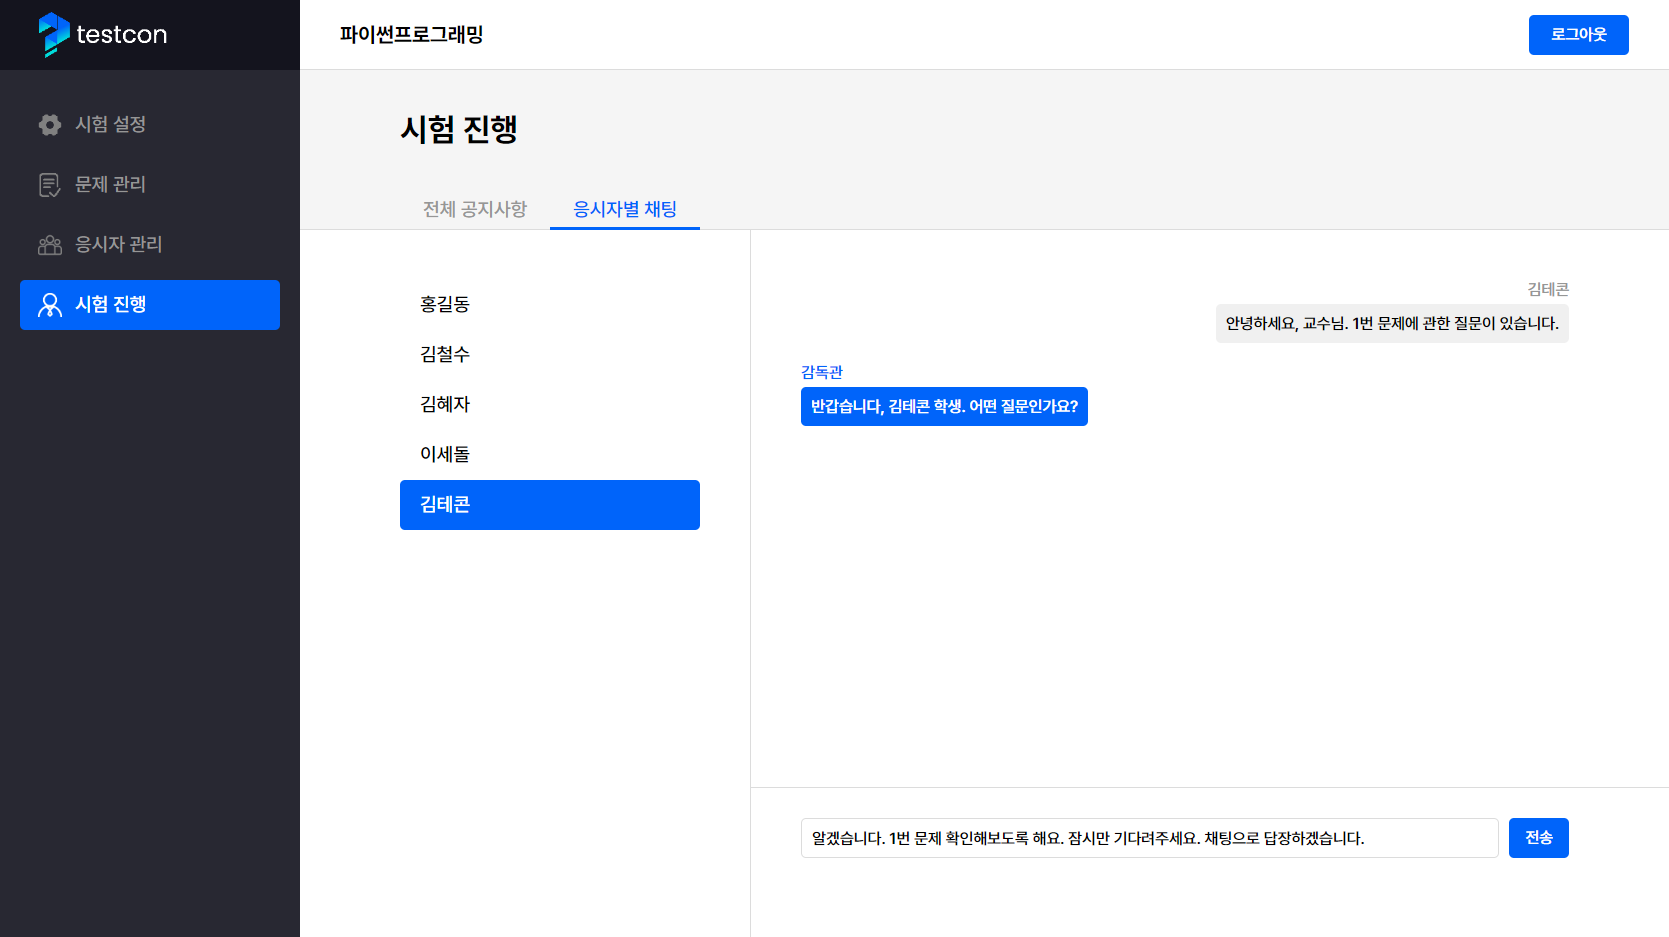 testcon
파이썬프로그래밍
로그아웃
시험 설정
문제 관리
응시자 관리
시험 진행
시험 진행
전체 공지사항
응시자별 채팅
홍길동
김철수
김혜자
이세돌
김테콘
김테콘
안녕하세요, 교수님. 1번 문제에 관한 질문이 있습니다.
감독관
반갑습니다, 김테콘 학생. 어떤 질문인가요?
알겠습니다. 1번 문제 확인해보도록 해요. 잠시만 기다려주세요. 채팅으로 답장하겠습니다.
전송